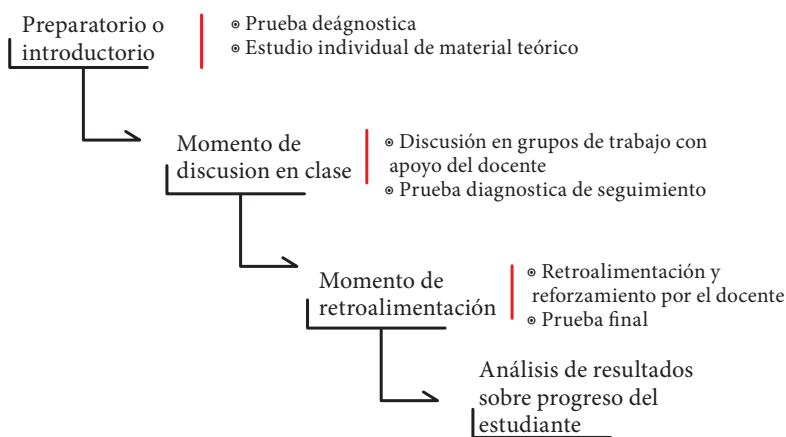 Preparatorio o
introductorio
⦿ Prueba deágnostica
⦿ Estudio individual de material teórico
Momento de
discusion en clase
⦿ Discusión en grupos de trabajo con
apoyo del docente
⦿ Prueba diagnostica de seguimiento
Momento de
retroalimentación
⦿ Retroalimentación y
reforzamiento por el docente
⦿ Prueba final
Análisis de resultados
sobre progreso del
estudiante